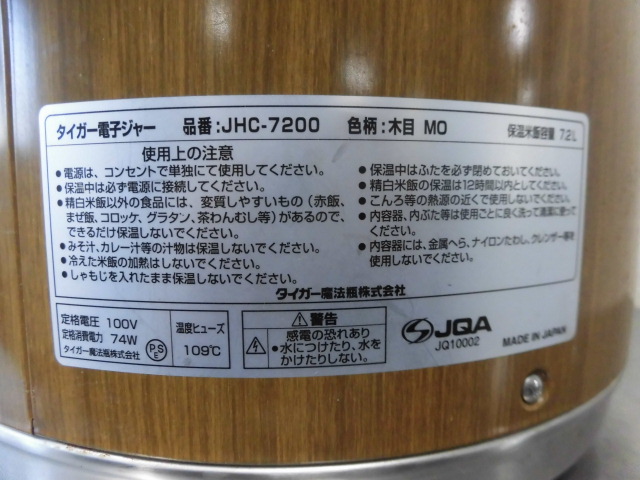 タイガー電子ジャー 品番:JHC-7200 色柄:木目 MO 保温米飯容量 7.2L
使用上の注意
●電源は、コンセントで単独にて使用してください。
●保温中は必ず電源に接続してください。
●精白米飯以外の食品には、変質しやすいもの（赤飯、
まぜ飯、コロッケ、グラタン、茶わんむし等）があるので、
できるだけ保温しないでください。
●みそ汁、カレー汁等の汁物は保温しないでください。
●冷えた米飯の加熱はしないでください。
●しゃもじを入れたまま保温しないでください。
●保温中はふたを必ず閉めておいてください。
●精白米飯の保温は12時間以内としてください。
●こんろ等の熱源の近くで使用しないでください。
●内容器、内ぶた等は使用ごとに良く洗って清潔に使って
ください。
●内容器には、金属へら、ナイロンたわし、クレンザー等を
使用しないでください。
タイガー魔法瓶株式会社
定格電圧 100V
定格消費電力 74W
タイガー魔法瓶株式会社
PSE
温度ヒューズ
109℃
警告
感電の恐れあり
●水につけたり、水を
かけたりしない。
JQA
JQ10002
MADE IN JAPAN